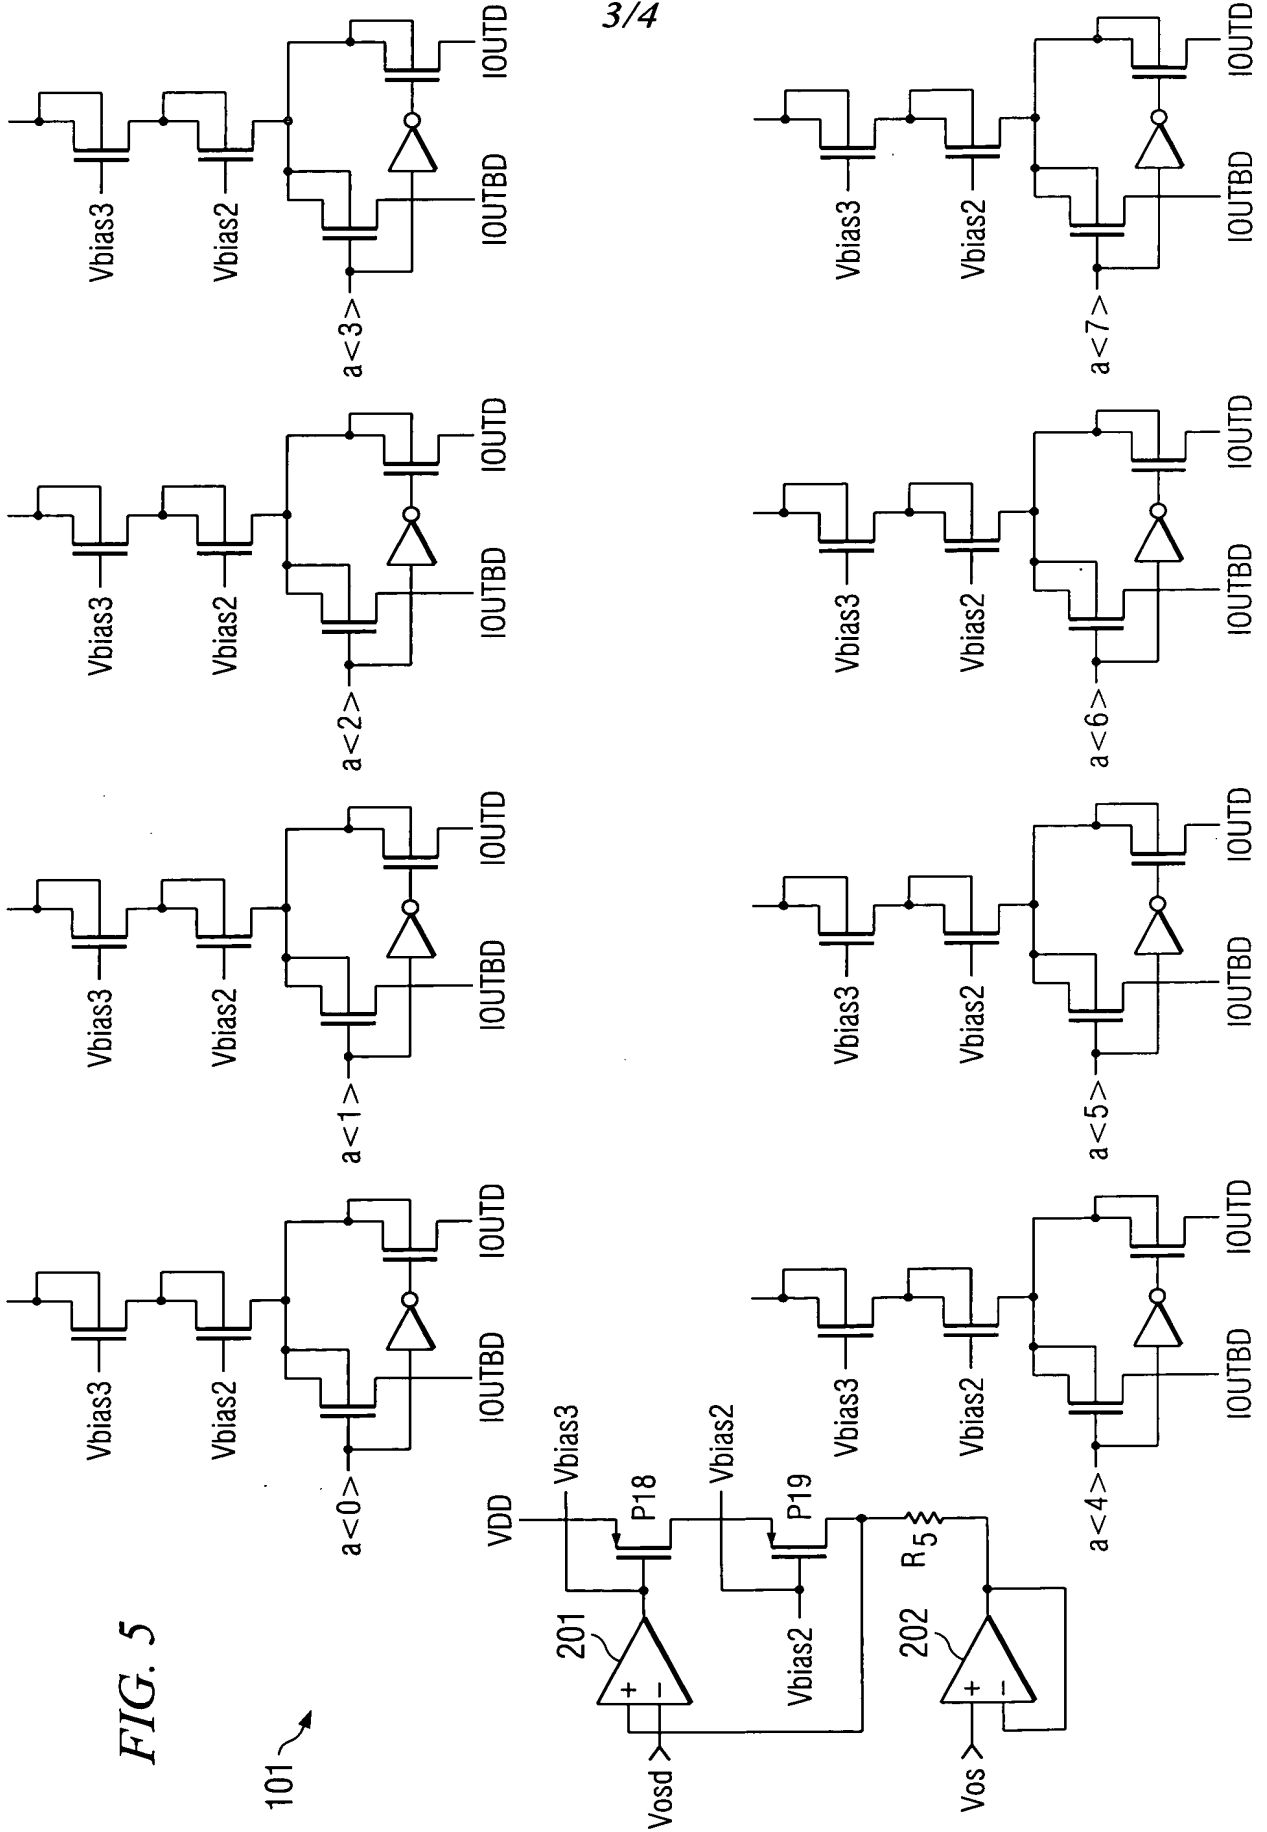 3/4
FIG. 5
101
Vbias3
Vbias2
a<0>
IOUTBD
IOUTD
Vbias3
Vbias2
a<1>
IOUTBD
IOUTD
Vbias3
Vbias2
a<2>
IOUTBD
IOUTD
Vbias3
Vbias2
a<3>
IOUTBD
IOUTD
VDD
Vbias3
201
P18
+
−
Vosd
Vbias2
P19
Vbias2
R5
202
+
−
Vos
Vbias3
Vbias2
a<4>
IOUTBD
IOUTD
Vbias3
Vbias2
a<5>
IOUTBD
IOUTD
Vbias3
Vbias2
a<6>
IOUTBD
IOUTD
Vbias3
Vbias2
a<7>
IOUTBD
IOUTD